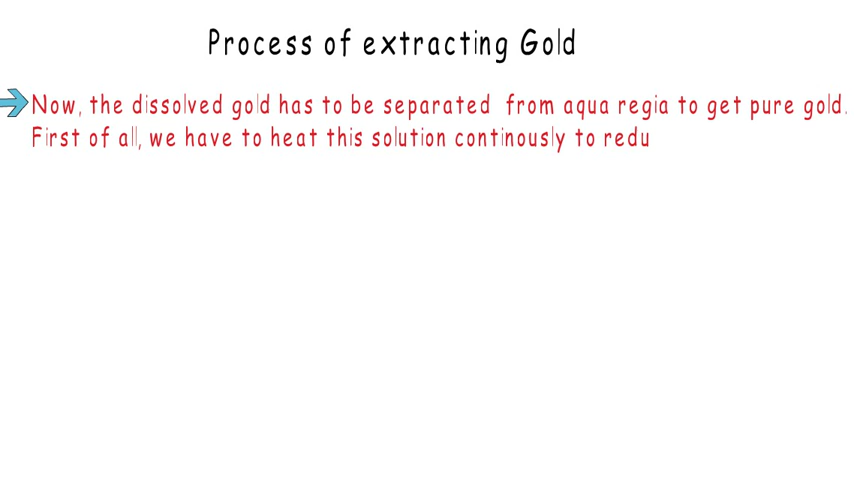 Process of extracting Gold
Now, the dissolved gold has to be separated from aqua regia to get pure gold.
First of all, we have to heat this solution continously to redu